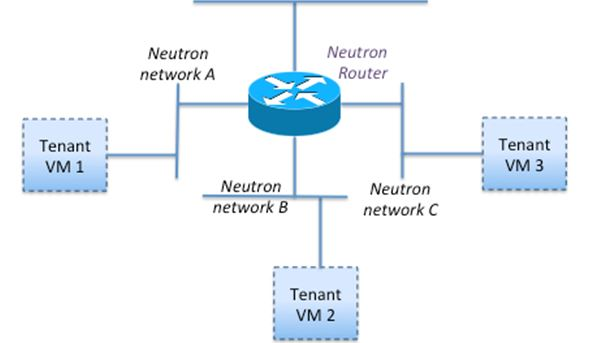 Neutron
network A
Neutron
Router
Tenant
VM 1
Tenant
VM 3
Neutron
network B
Neutron
network C
Tenant
VM 2